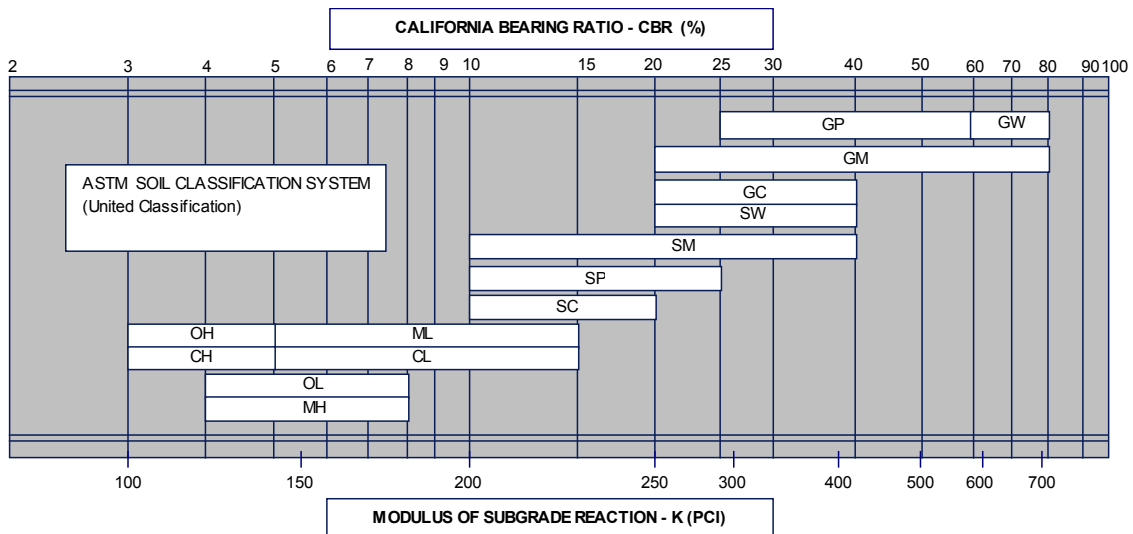 CALIFORNIA BEARING RATIO - CBR (%)
2 3 4 5 6 7 8 9 10 15 20 25 30 40 50 60 70 80 90 100
GP GW
GM
ASTM SOIL CLASSIFICATION SYSTEM
(United Classification)
GC
SW
SM
SP
SC
OH ML
CH CL
OL
MH
100 150 200 250 300 400 500 600 700
MODULUS OF SUBGRADE REACTION - K (PCI)